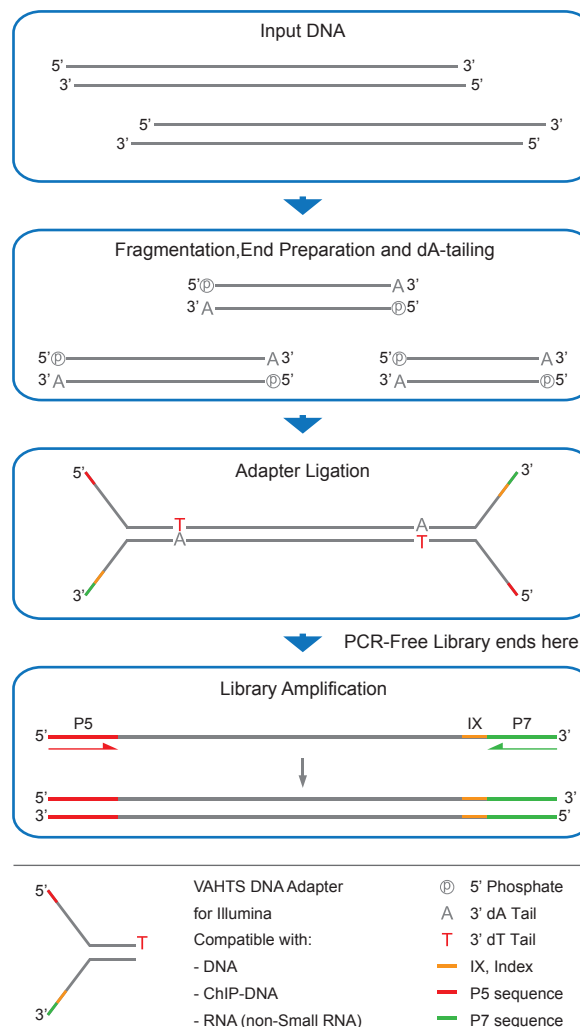 Input DNA
5’ 3’
3’ 5’
5’ 3’
3’ 5’
Fragmentation,End Preparation and dA-tailing
5’ⓟ A 3’
3’ A ⓟ5’
5’ⓟ A 3’ 5’ⓟ A 3’
3’ A ⓟ5’ 3’ A ⓟ5’
Adapter Ligation
5’ 3’
T A
A T
3’ 5’
PCR-Free Library ends here
Library Amplification
P5 IX P7
5’ 3’
5’ 3’
3’ 5’
5’ T 3’
VAHTS DNA Adapter
for Illumina
Compatible with:
- DNA
- ChIP-DNA
- RNA (non-Small RNA)
ⓟ 5’ Phosphate
A 3’ dA Tail
T 3’ dT Tail
IX, Index
P5 sequence
P7 sequence